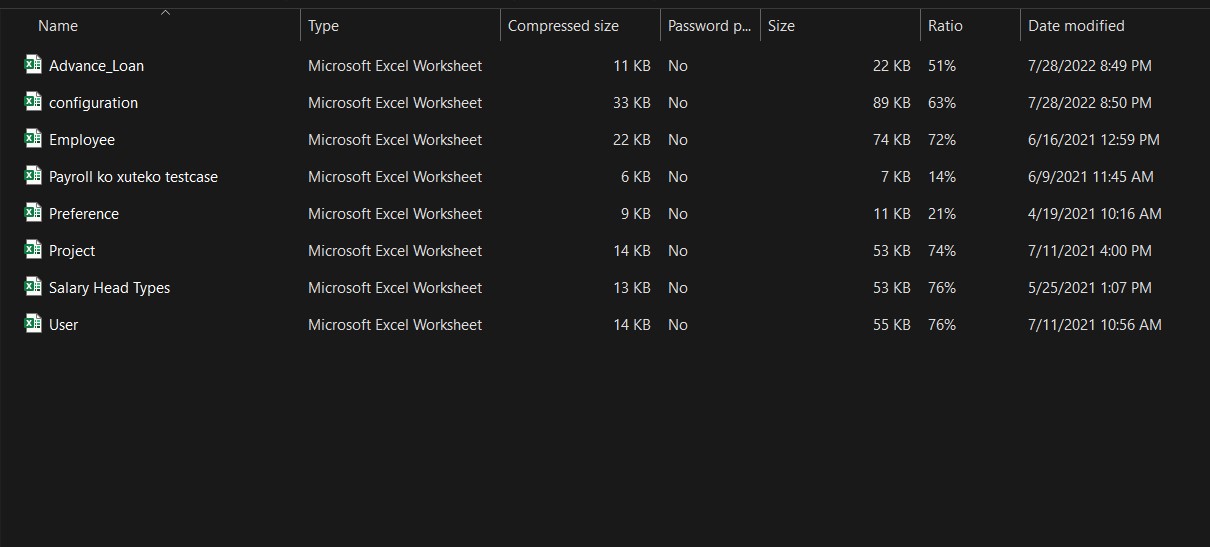 Name Type Compressed size Password p... Size Ratio Date modified
Advance_Loan Microsoft Excel Worksheet 11 KB No 22 KB 51% 7/28/2022 8:49 PM
configuration Microsoft Excel Worksheet 33 KB No 89 KB 63% 7/28/2022 8:50 PM
Employee Microsoft Excel Worksheet 22 KB No 74 KB 72% 6/16/2021 12:59 PM
Payroll ko xuteko testcase Microsoft Excel Worksheet 6 KB No 7 KB 14% 6/9/2021 11:45 AM
Preference Microsoft Excel Worksheet 9 KB No 11 KB 21% 4/19/2021 10:16 AM
Project Microsoft Excel Worksheet 14 KB No 53 KB 74% 7/11/2021 4:00 PM
Salary Head Types Microsoft Excel Worksheet 13 KB No 53 KB 76% 5/25/2021 1:07 PM
User Microsoft Excel Worksheet 14 KB No 55 KB 76% 7/11/2021 10:56 AM